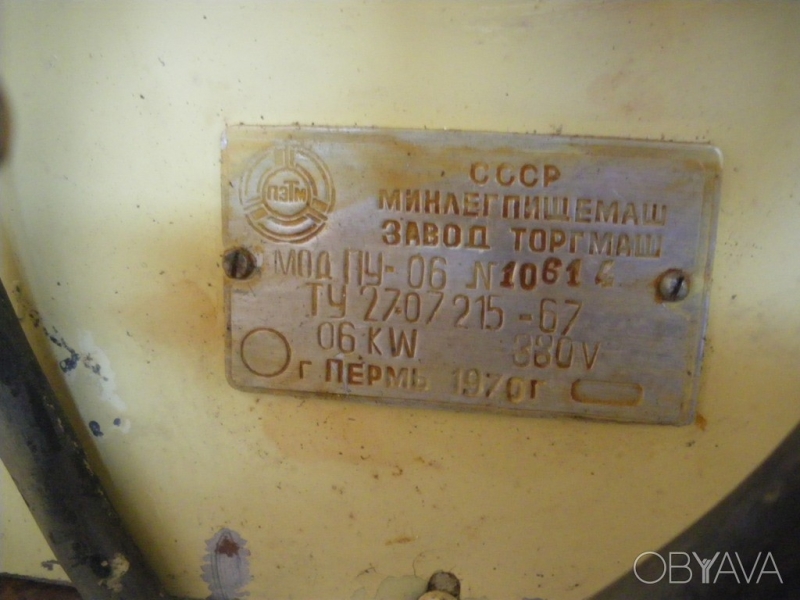 ПЭТМ
СССР
МИНЛЕГПИЩЕМАШ
ЗАВОД ТОРГМАШ
МОД ПУ-06 N 10614
ТУ 27-07 215-67
06 KW 380V
г ПЕРМЬ 1970г
OBYAVA